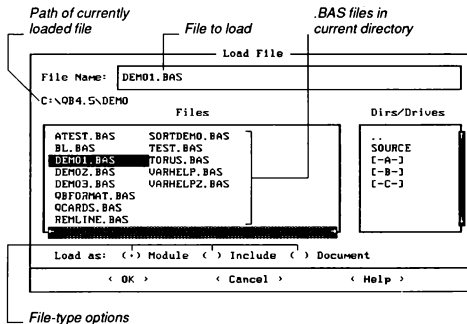 Path of currently
loaded file
File to load
.BAS files in
current directory
Load File
File Name: DEMO1.BAS
C:\QB4.5\DEMO
Files
Dirs/Drives
ATEST.BAS SORTDEMO.BAS
BL.BAS TEST.BAS
DEMO1.BAS TORUS.BAS
DEMO2.BAS VARHELP.BAS
DEMO3.BAS VARHELP2.BAS
QBFORMAT.BAS
QCARDS.BAS
REMLINE.BAS
..
SOURCE
[-A-]
[-B-]
[-C-]
Load as: (•) Module ( ) Include ( ) Document
< OK > < Cancel > < Help >
File-type options